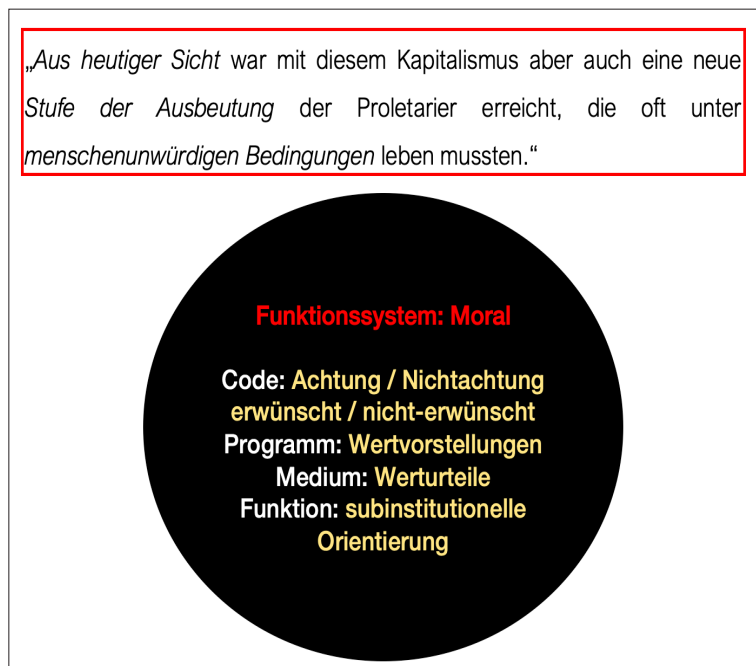 „Aus heutiger Sicht war mit diesem Kapitalismus aber auch eine neue
Stufe der Ausbeutung der Proletarier erreicht, die oft unter
menschenunwürdigen Bedingungen leben mussten.“
Funktionssystem: Moral
Code: Achtung / Nichtachtung
erwünscht / nicht-erwünscht
Programm: Wertvorstellungen
Medium: Werturteile
Funktion: subinstitutionelle
Orientierung